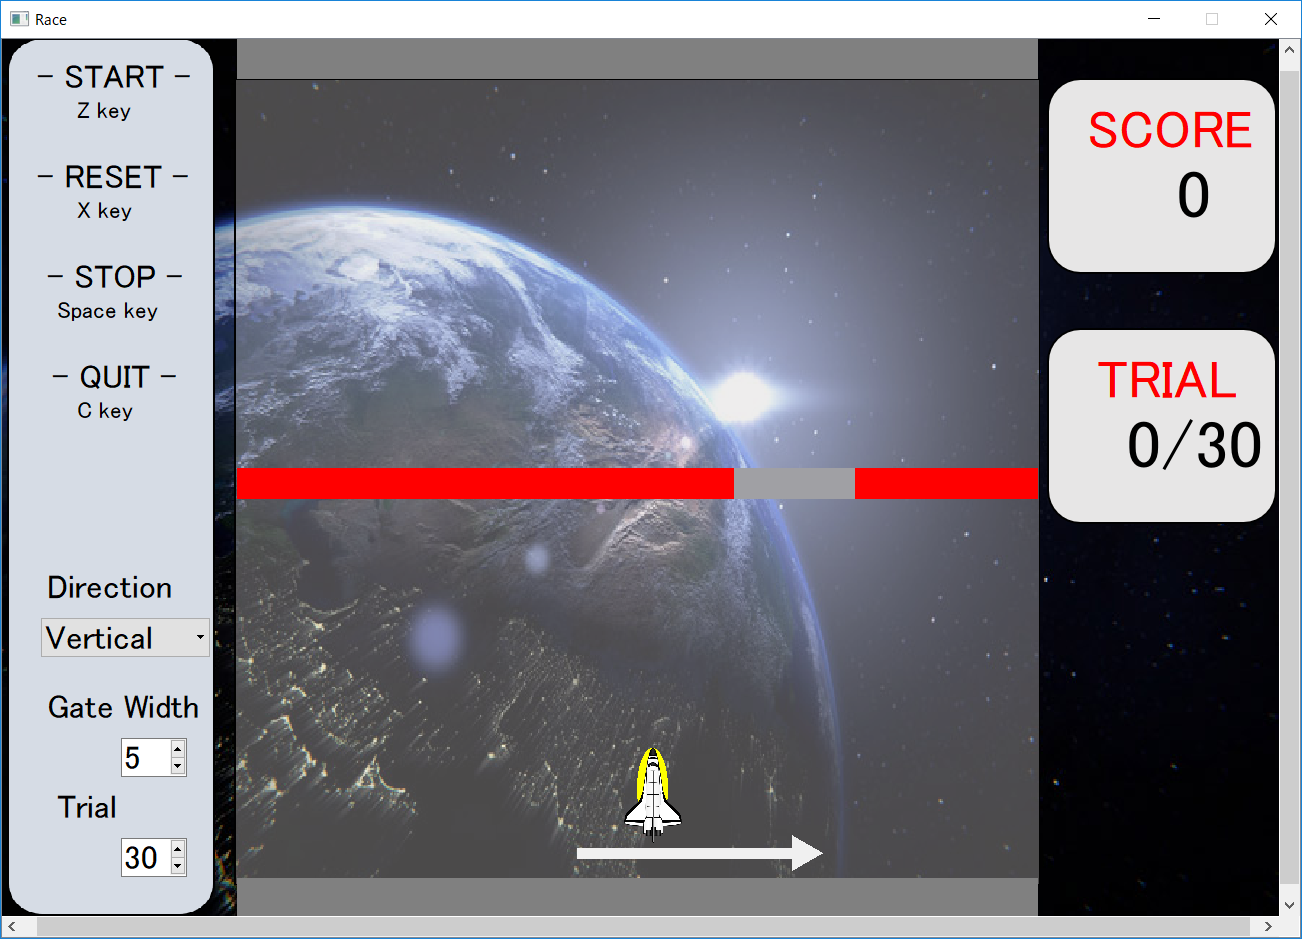 Race
- START -
Z key
- RESET -
X key
- STOP -
Space key
- QUIT -
C key
Direction
Vertical
Gate Width
5
Trial
30
SCORE
0
TRIAL
0/30